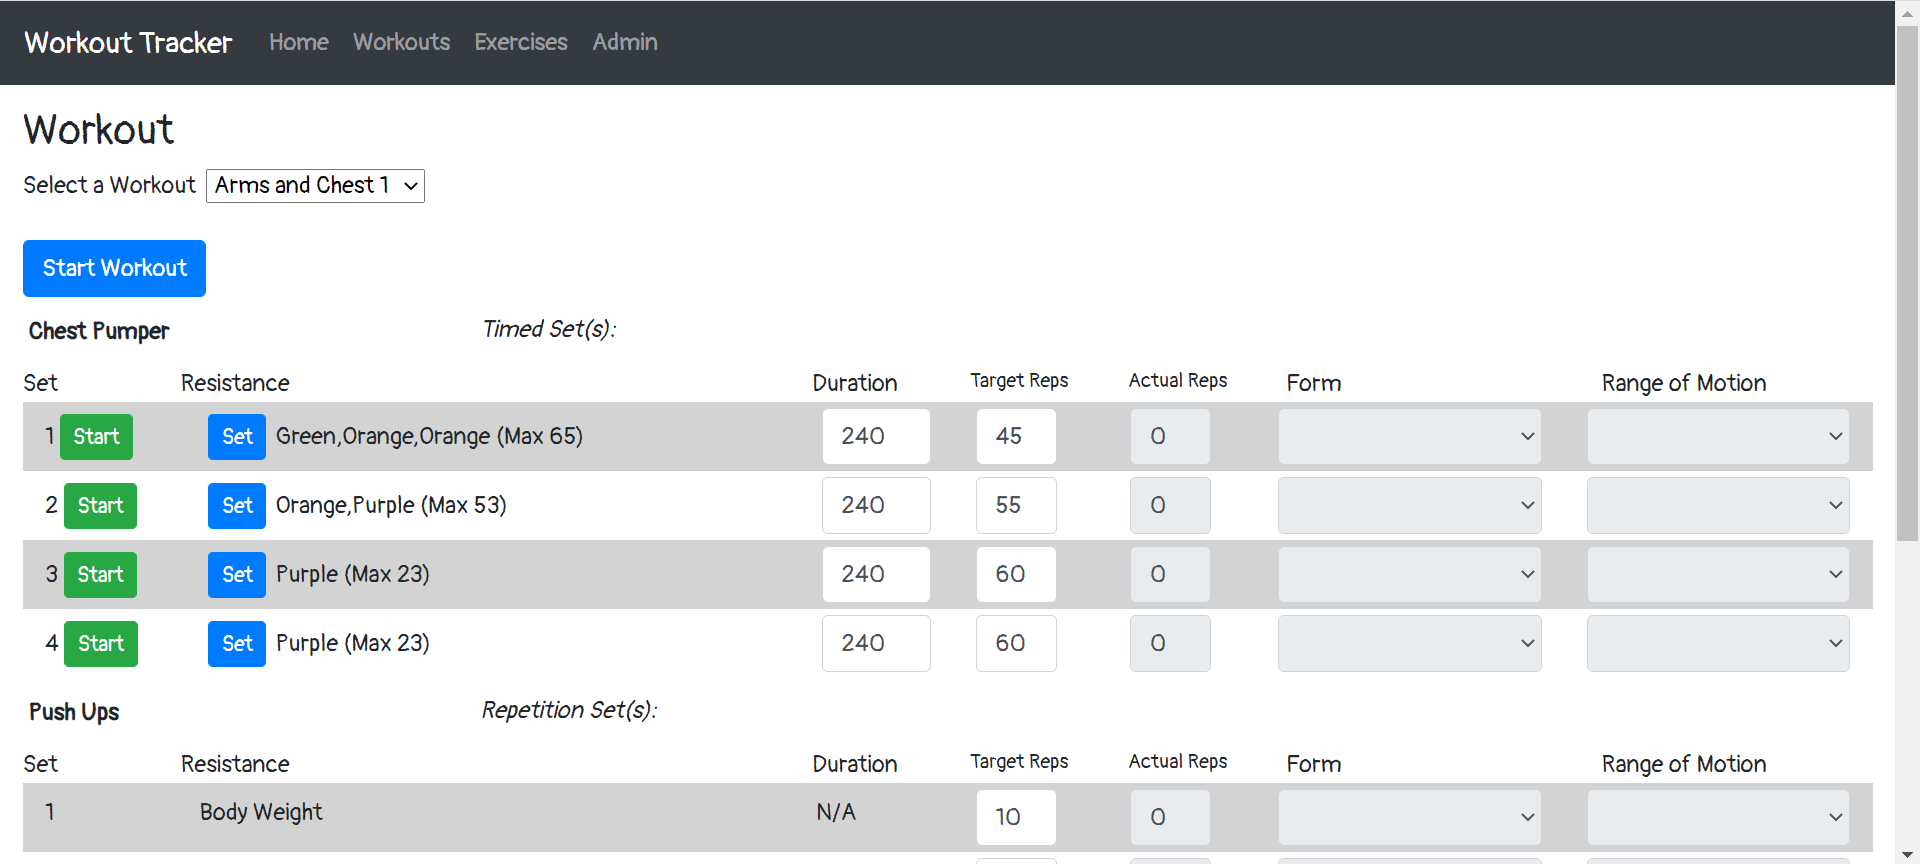 Workout Tracker Home Workouts Exercises Admin
Workout
Select a Workout Arms and Chest 1
Start Workout
Chest Pumper Timed Set(s):
Set Resistance Duration Target Reps Actual Reps Form Range of Motion
1 Start Set Green,Orange,Orange (Max 65) 240 45 0
2 Start Set Orange,Purple (Max 53) 240 55 0
3 Start Set Purple (Max 23) 240 60 0
4 Start Set Purple (Max 23) 240 60 0
Push Ups Repetition Set(s):
Set Resistance Duration Target Reps Actual Reps Form Range of Motion
1 Body Weight N/A 10 0